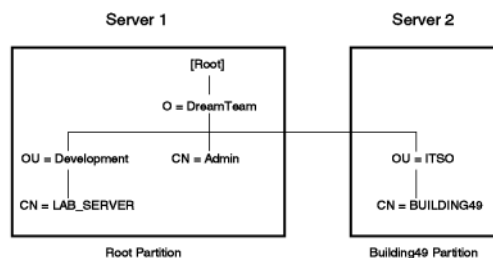 Server 1
Server 2
[Root]
O = DreamTeam
OU = Development
CN = Admin
OU = ITSO
CN = LAB_SERVER
CN = BUILDING49
Root Partition
Building49 Partition